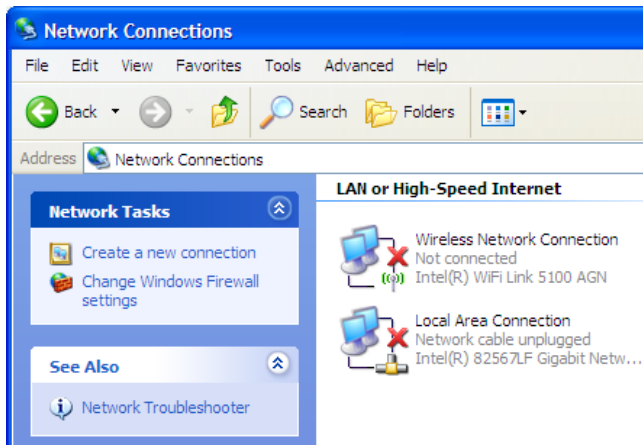 Network Connections
File Edit View Favorites Tools Advanced Help
Back Search Folders
Address Network Connections
Network Tasks
Create a new connection
Change Windows Firewall
settings
See Also
Network Troubleshooter
LAN or High-Speed Internet
Wireless Network Connection
Not connected
Intel(R) WiFi Link 5100 AGN
Local Area Connection
Network cable unplugged
Intel(R) 82567LF Gigabit Netw...